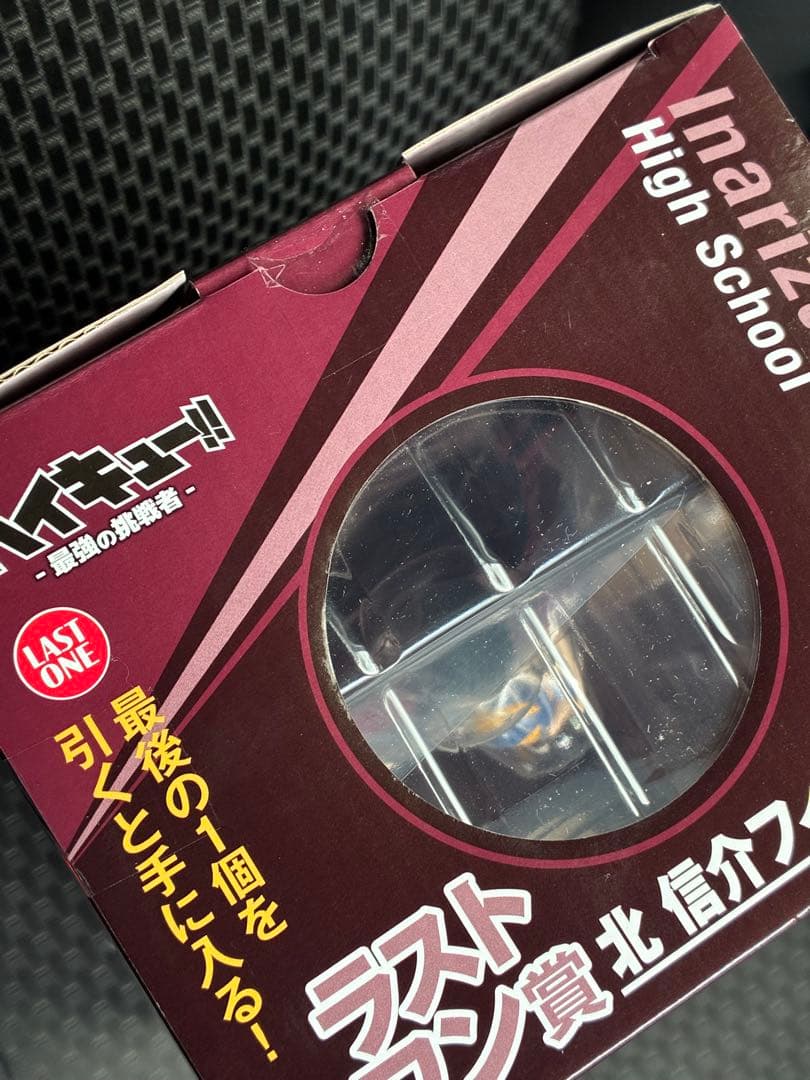 Inariz
High School
ハイキュー!!
- 最強の挑戦者 -
LAST
ONE
最後の1個を
引くと手に入る!
ラスト
ワン賞 北 信介フィ